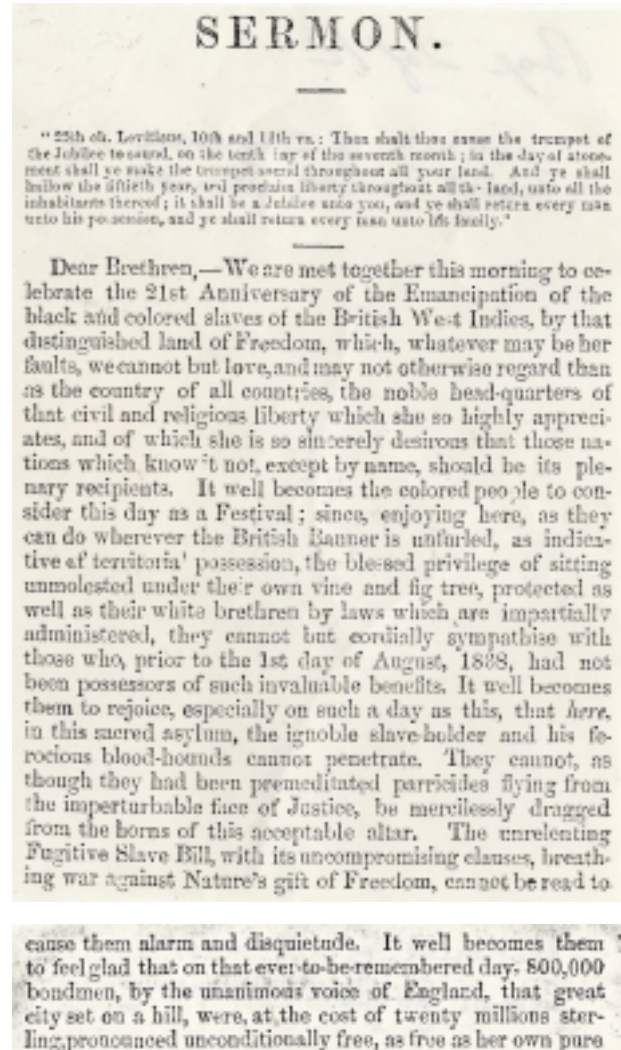 SERMON.
"25th ch. Levitious, 10th and 11th vs.: Then shalt thou cause the trumpet of
the Jubilee to sound, on the tenth day of the seventh month; in the day of atone-
ment shall ye make the trumpet sound throughout all your land. And ye shall
hallow the fiftieth year, and proclaim liberty throughout all the land, unto all the
inhabitants thereof; it shall be a Jubilee unto you, and ye shall return every man
unto his possession, and ye shall return every man unto his family."
Dear Brethren,—We are met together this morning to ce-
lebrate the 21st Anniversary of the Emancipation of the
black and colored slaves of the British West Indies, by that
distinguished land of Freedom, which, whatever may be her
faults, we cannot but love, and may not otherwise regard than
as the country of all countries, the noble head-quarters of
that civil and religious liberty which she so highly appreci-
ates, and of which she is so sincerely desirous that those na-
tions which know it not, except by name, should be its ple-
nary recipients. It well becomes the colored people to con-
sider this day as a Festival; since, enjoying here, as they
can do wherever the British Banner is unfurled, as indica-
tive of territoria' possession, the blessed privilege of sitting
unmolested under their own vine and fig tree, protected as
well as their white brethren by laws which are impartially
administered, they cannot but cordially sympathise with
those who, prior to the 1st day of August, 1838, had not
been possessors of such invaluable benefits. It well becomes
them to rejoice, especially on such a day as this, that here,
in this sacred asylum, the ignoble slave-holder and his fe-
rocious blood-hounds cannot penetrate. They cannot, as
though they had been premeditated parricides flying from
the imperturbable face of Justice, be mercilessly dragged
from the horns of this acceptable altar. The unrelenting
Fugitive Slave Bill, with its uncompromising clauses, breath-
ing war against Nature's gift of Freedom, cannot be read to
cause them alarm and disquietude. It well becomes them
to feel glad that on that ever-to-be-remembered day, 800,000
bondmen, by the unanimous voice of England, that great
city set on a hill, were, at the cost of twenty millions ster-
ling, pronounced unconditionally free, as free as her own pure